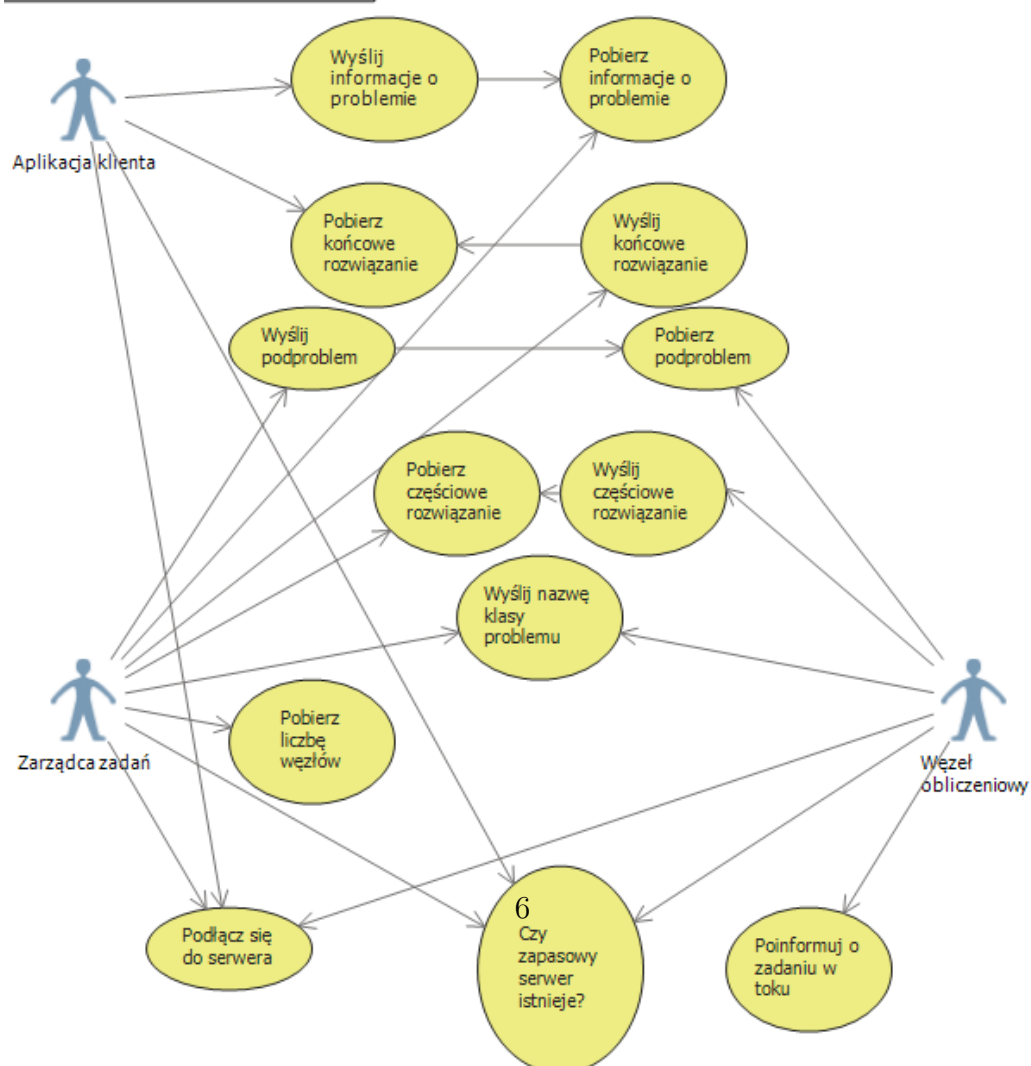 Wyślij
informacje o
problemie
Pobierz
informacje o
problemie
Aplikacja klienta
Pobierz
końcowe
rozwiązanie
Wyślij
końcowe
rozwiązanie
Wyślij
podproblem
Pobierz
podproblem
Pobierz
częściowe
rozwiązanie
Wyślij
częściowe
rozwiązanie
Wyślij nazwę
klasy
problemu
Zarządca zadań
Pobierz
liczbę
węzłów
Węzeł
obliczeniowy
Podłącz się
do serwera
6
Czy
zapasowy
serwer
istnieje?
Poinformuj o
zadaniu w
toku